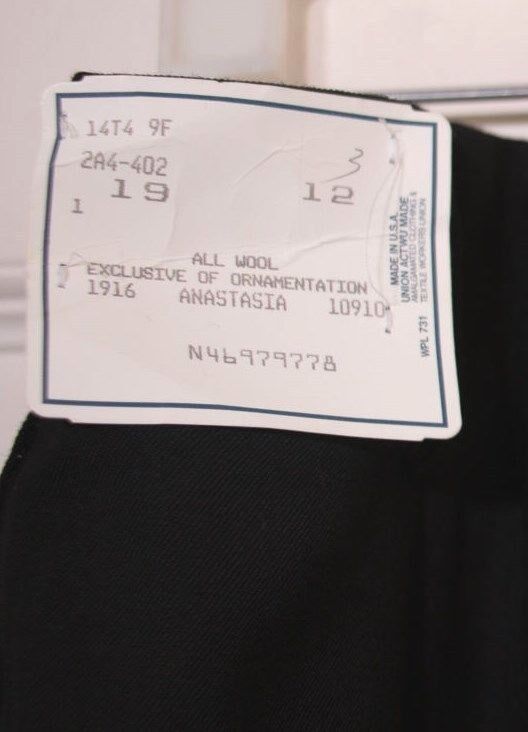 14T4 9F
2A4-402
3
1 19 12
ALL WOOL
EXCLUSIVE OF ORNAMENTATION
1916 ANASTASIA 10910
N46979778
MADE IN U.S.A.
UNION ACTWU MADE
AMALGAMATED CLOTHING &
TEXTILE WORKERS UNION
WPL 731